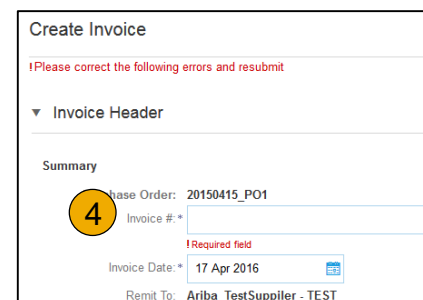 Create Invoice
!Please correct the following errors and resubmit
▼ Invoice Header
Summary
hase Order: 20150415_PO1
4 Invoice #:*
!Required field
Invoice Date:* 17 Apr 2016
Remit To: Ariba_TestSuppiler - TEST